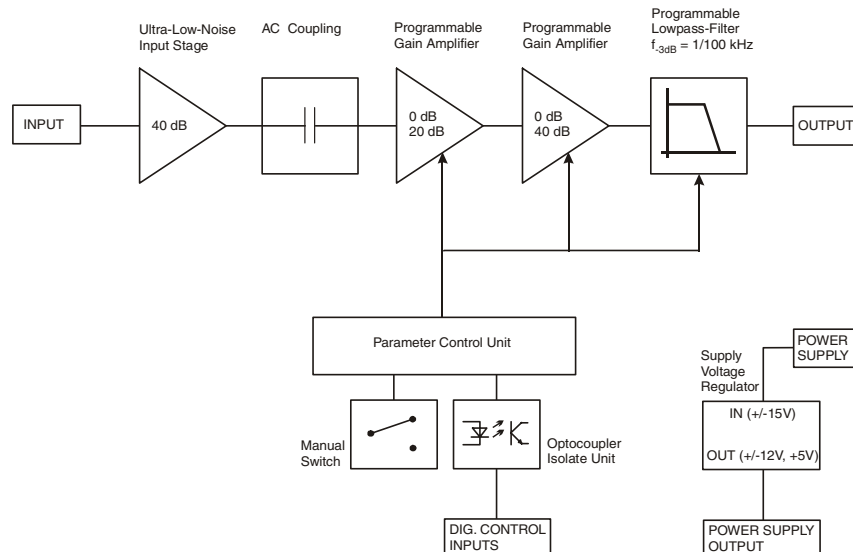 Ultra-Low-Noise
Input Stage
AC Coupling
Programmable
Gain Amplifier
Programmable
Gain Amplifier
Programmable
Lowpass-Filter
f-3dB = 1/100 kHz
INPUT
40 dB
0 dB
20 dB
0 dB
40 dB
OUTPUT
Parameter Control Unit
Manual
Switch
Optocoupler
Isolate Unit
DIG. CONTROL
INPUTS
POWER
SUPPLY
Supply
Voltage
Regulator
IN (+/-15V)
OUT (+/-12V, +5V)
POWER SUPPLY
OUTPUT